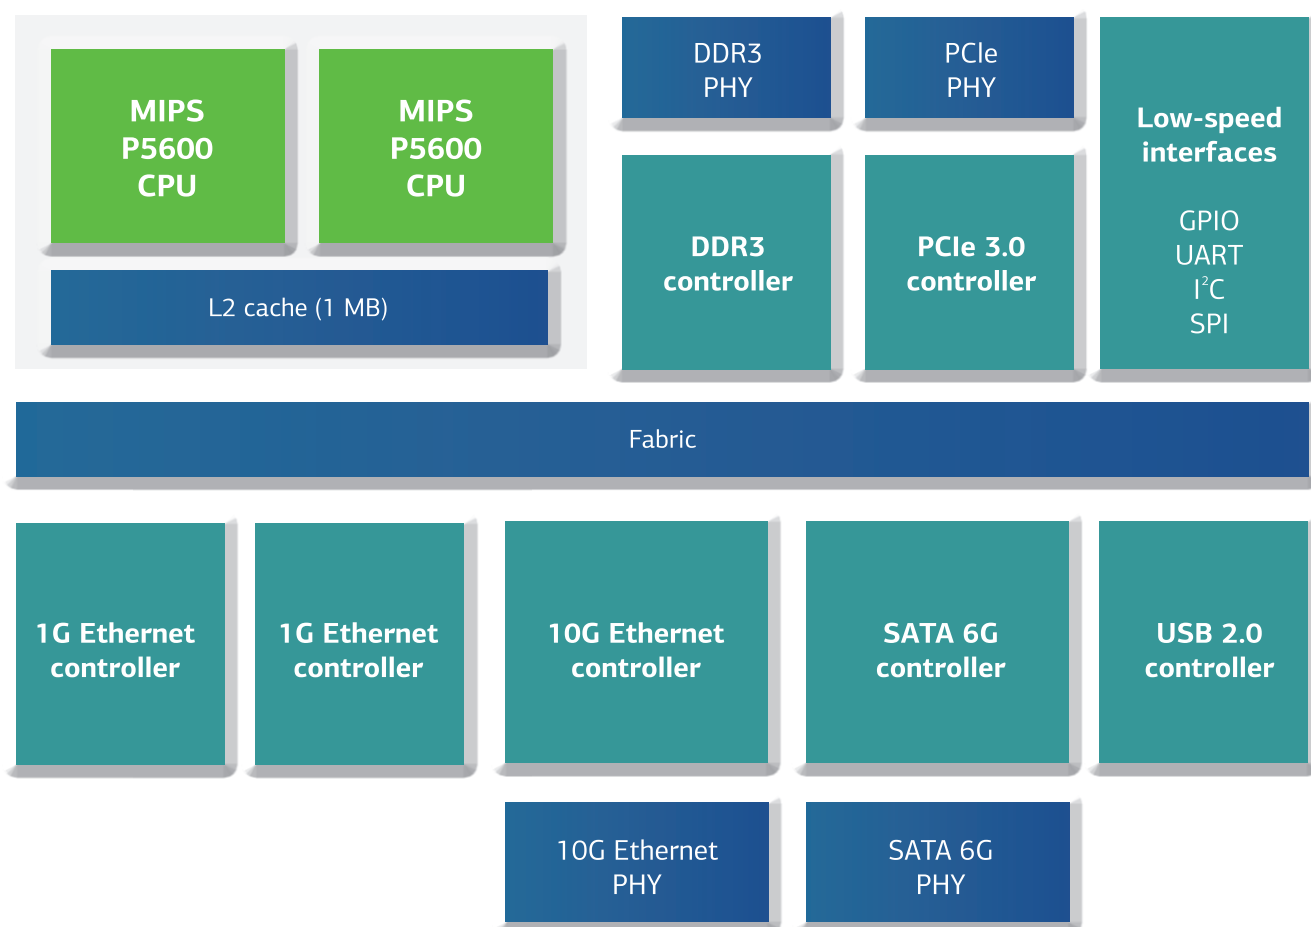 MIPS
P5600
CPU
MIPS
P5600
CPU
L2 cache (1 MB)
DDR3
PHY
PCIe
PHY
DDR3
controller
PCIe 3.0
controller
Low-speed
interfaces
GPIO
UART
I²C
SPI
Fabric
1G Ethernet
controller
1G Ethernet
controller
10G Ethernet
controller
SATA 6G
controller
USB 2.0
controller
10G Ethernet
PHY
SATA 6G
PHY